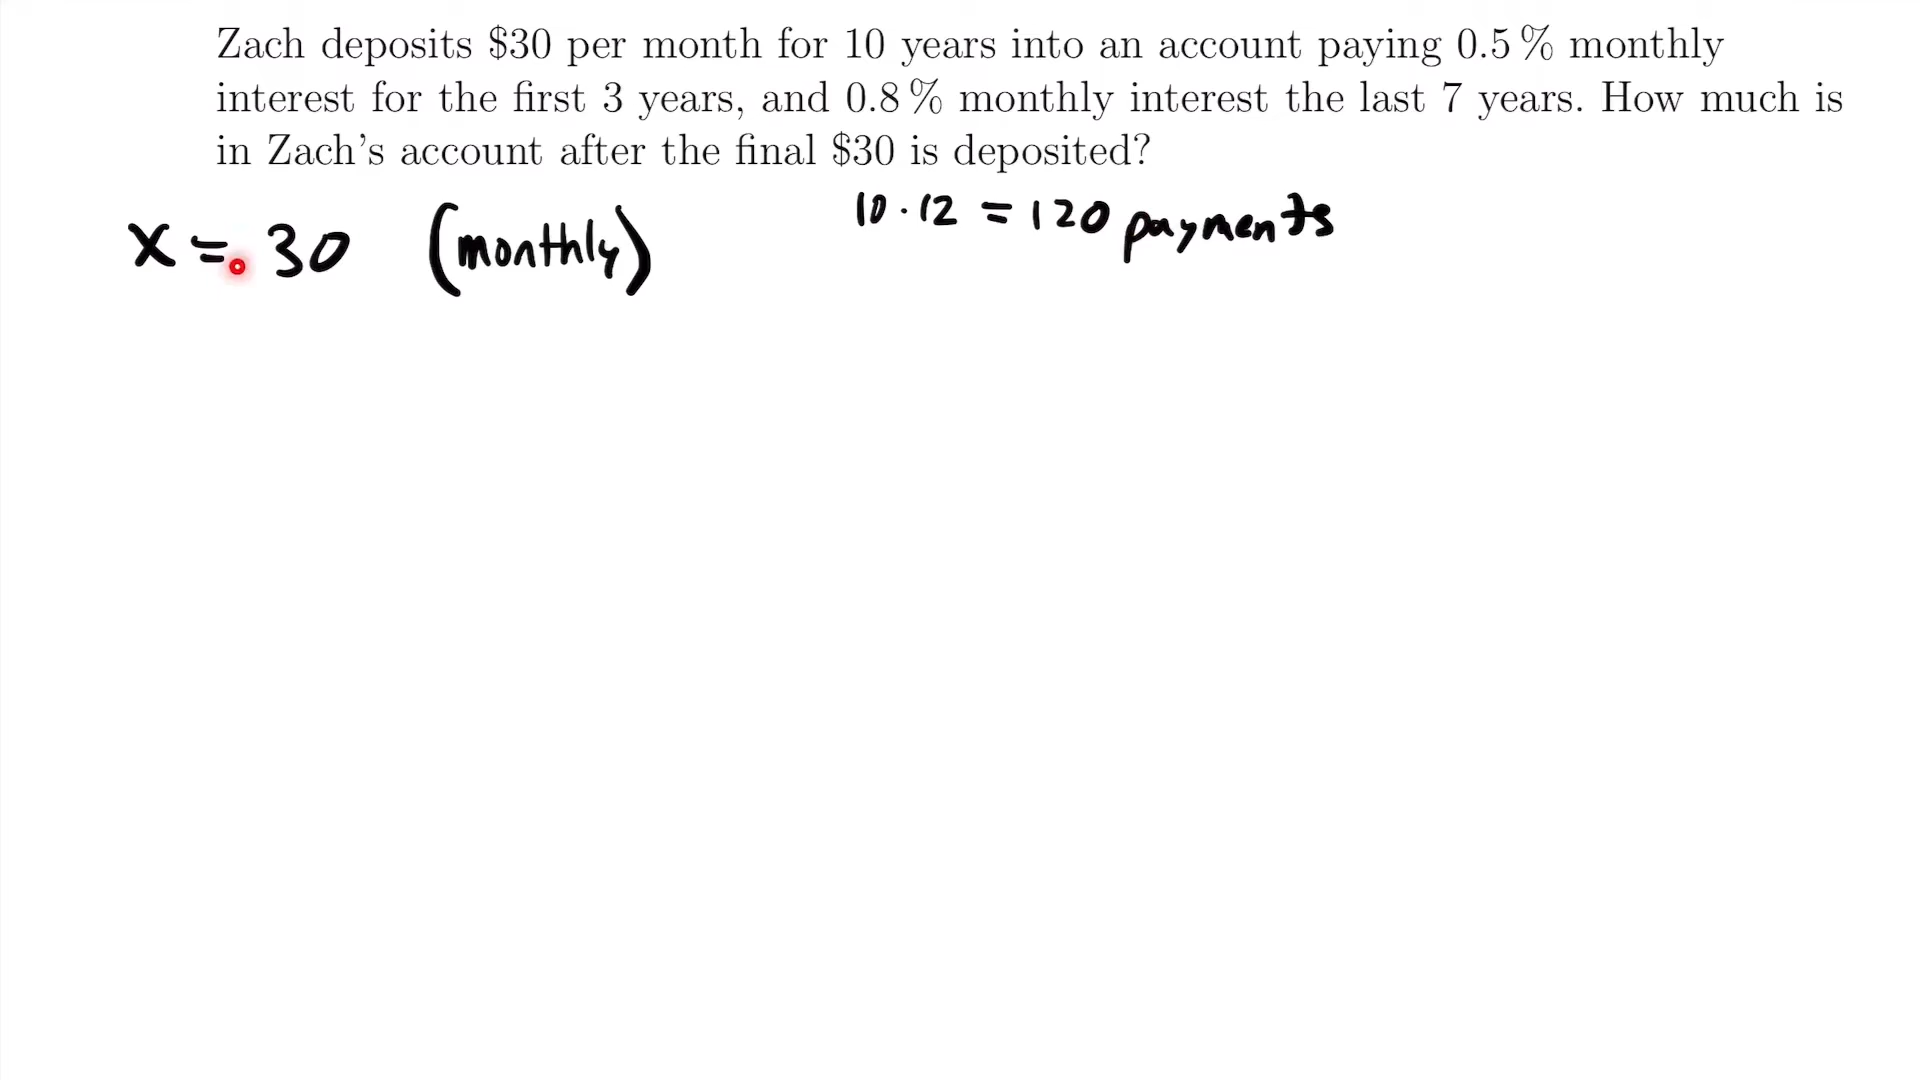 Zach deposits $30 per month for 10 years into an account paying 0.5 % monthly
interest for the first 3 years, and 0.8 % monthly interest the last 7 years. How much is
in Zach's account after the final $30 is deposited?
10 · 12 = 120 payments
x = 30 (monthly)